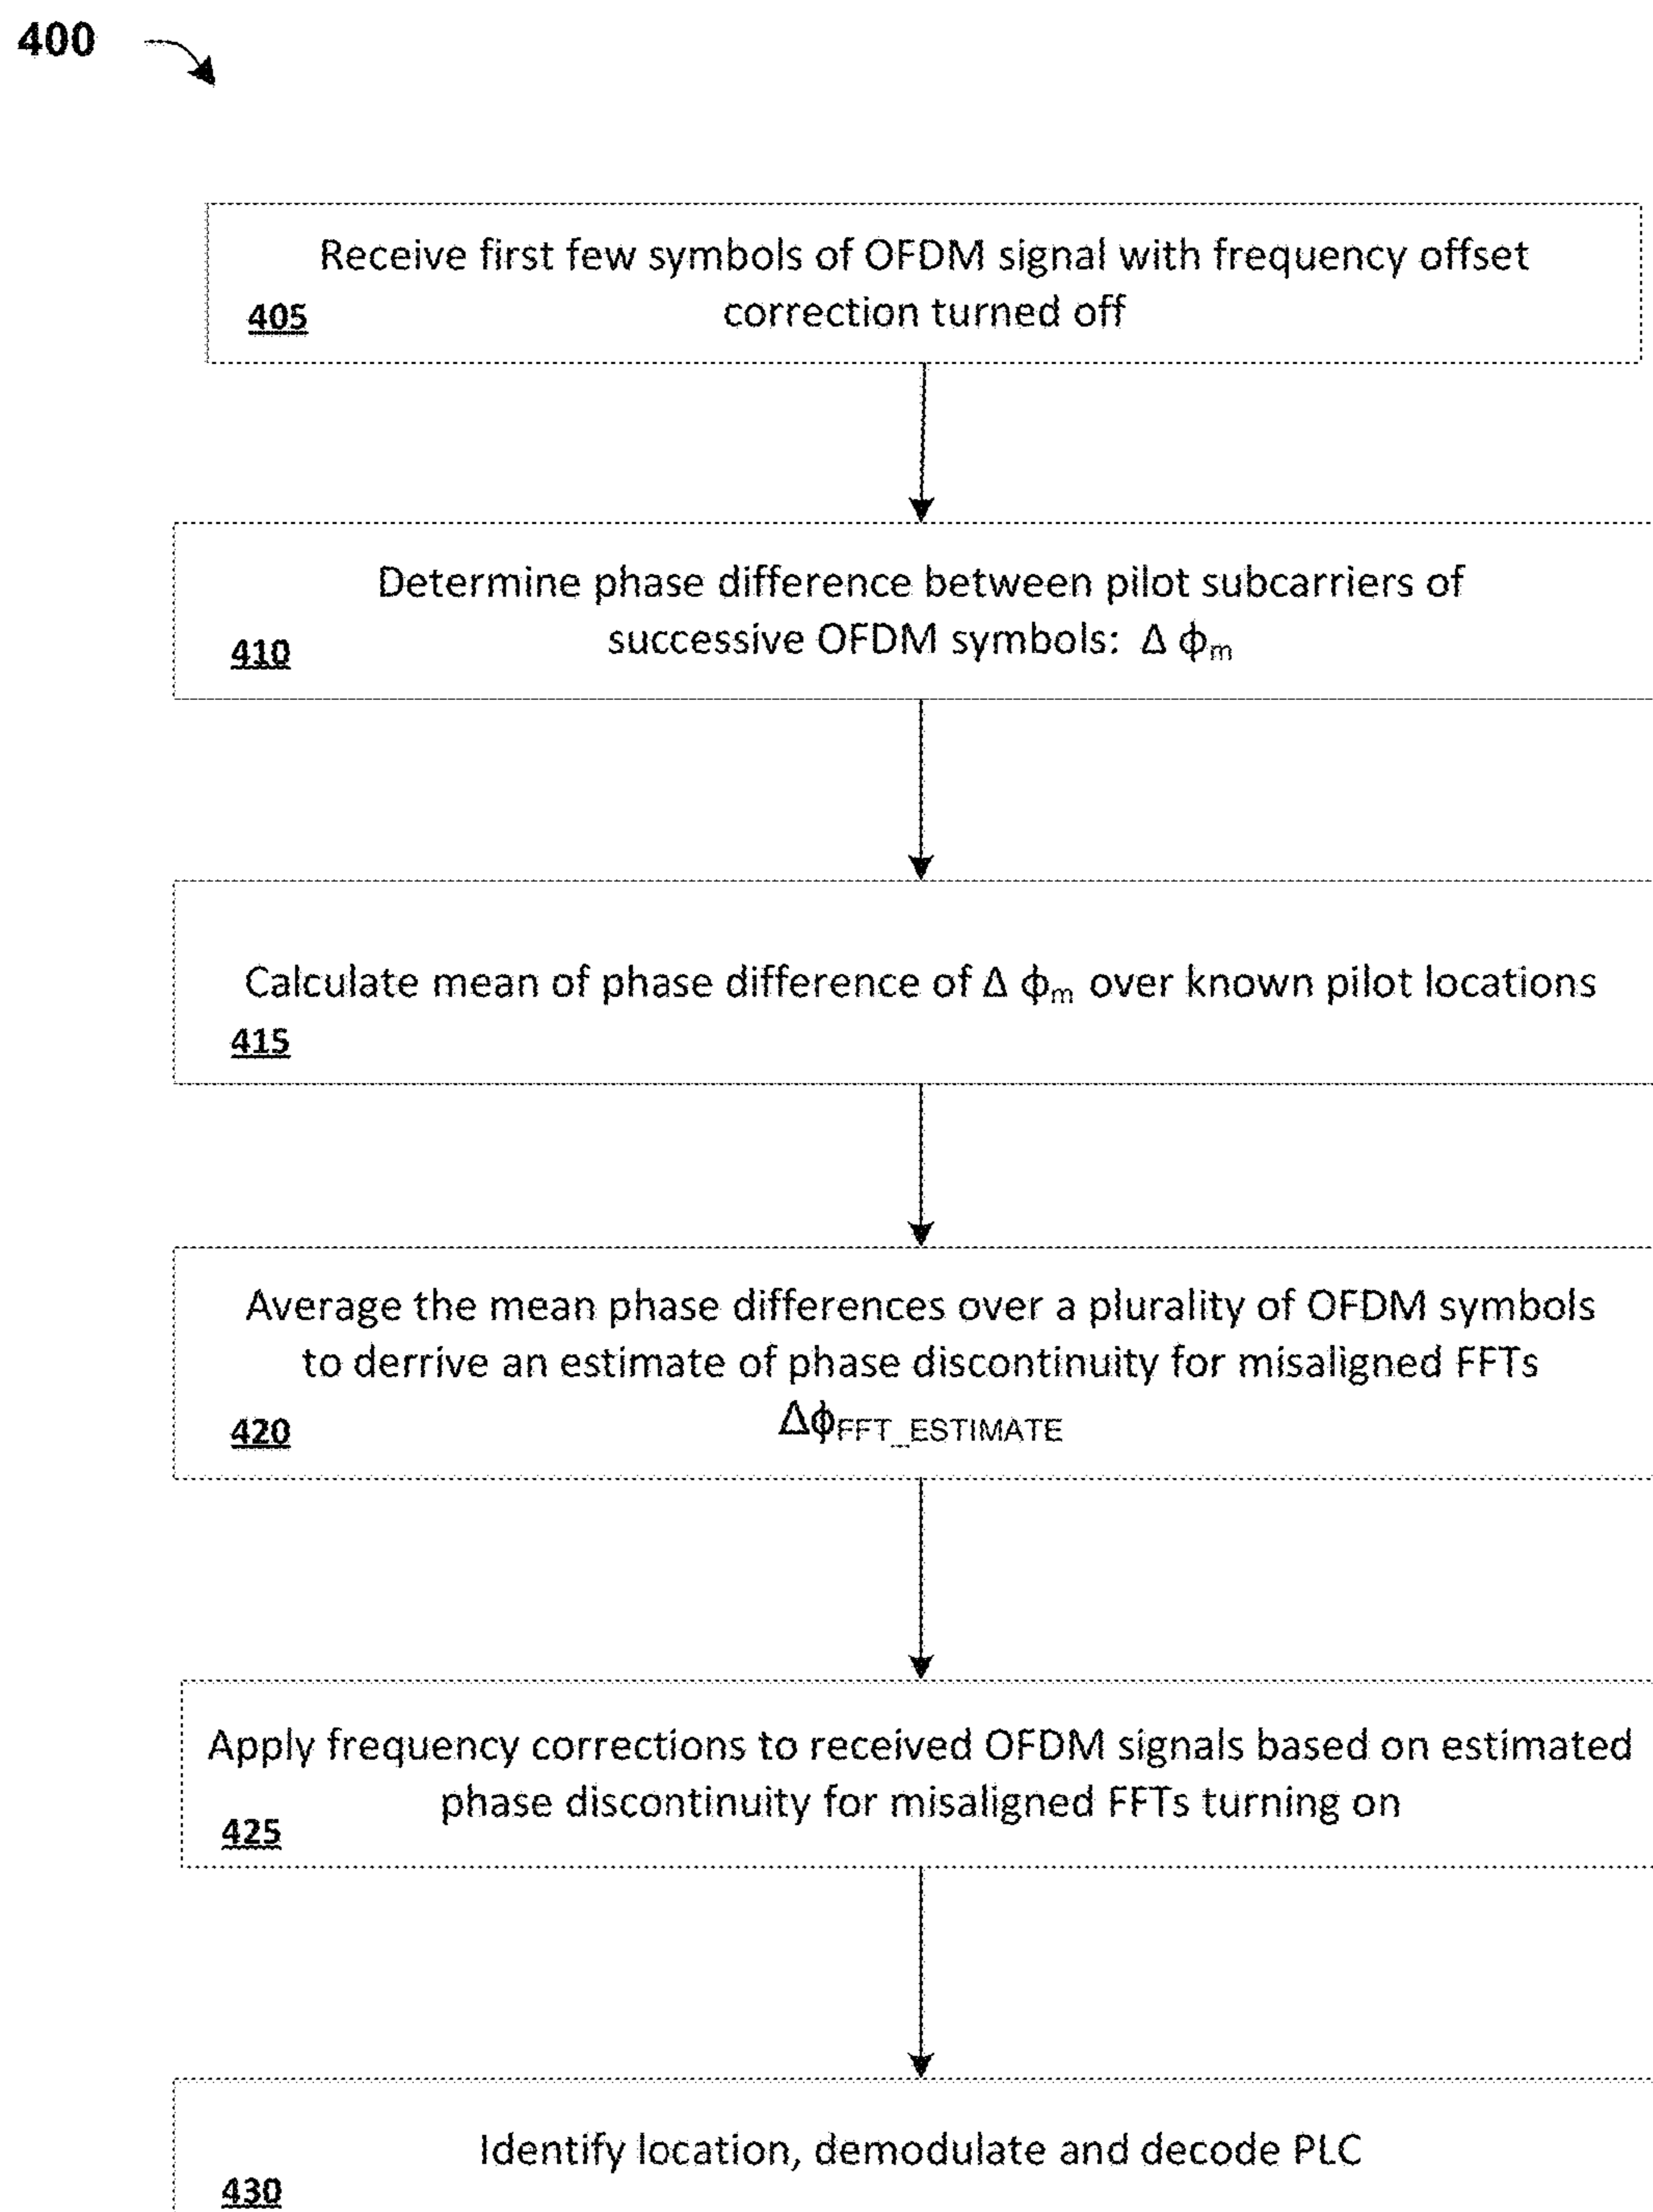 400
Receive first few symbols of OFDM signal with frequency offset
correction turned off
405
Determine phase difference between pilot subcarriers of
successive OFDM symbols: Δ ϕm
410
Calculate mean of phase difference of Δ ϕm over known pilot locations
415
Average the mean phase differences over a plurality of OFDM symbols
to derrive an estimate of phase discontinuity for misaligned FFTs
ΔϕFFT_ESTIMATE
420
Apply frequency corrections to received OFDM signals based on estimated
phase discontinuity for misaligned FFTs turning on
425
Identify location, demodulate and decode PLC
430